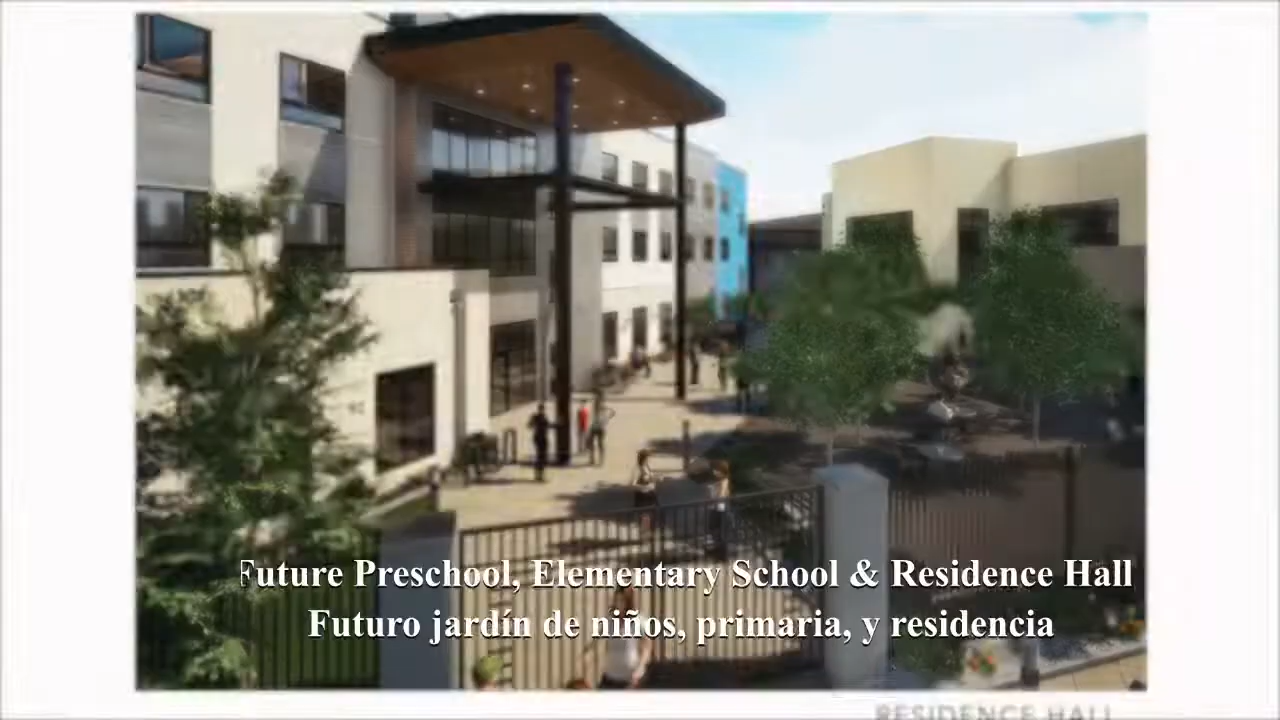 Future Preschool, Elementary School & Residence Hall
Futuro jardín de niños, primaria, y residencia
RESIDENCE HALL